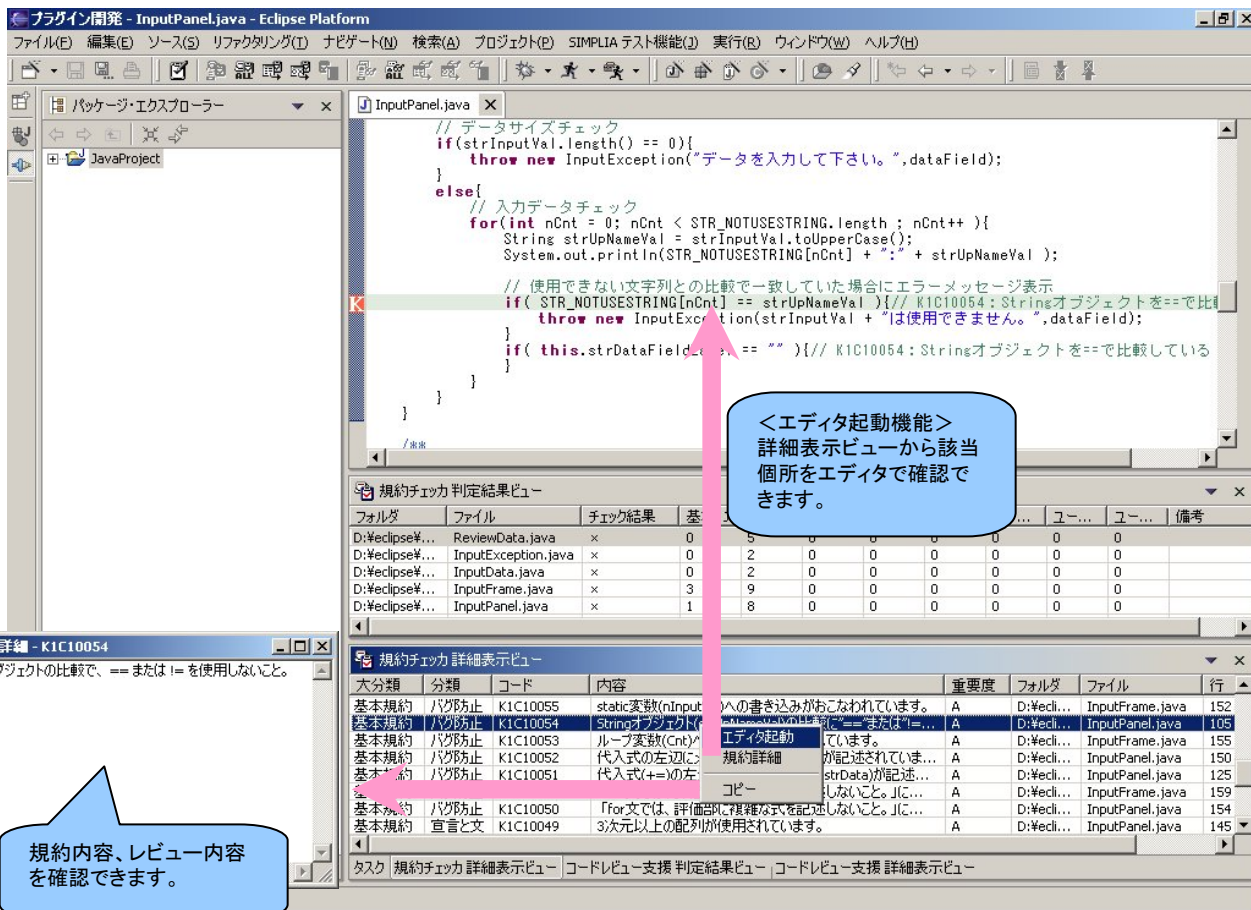 プラグイン開発 - InputPanel.java - Eclipse Platform
ファイル(F) 編集(E) ソース(S) リファクタリング(T) ナビゲート(N) 検索(A) プロジェクト(P) SIMPLIA テスト機能(J) 実行(R) ウィンドウ(W) ヘルプ(H)
パッケージ・エクスプローラー
JavaProject
InputPanel.java
// データサイズチェック
if(strInputVal.length() == 0){
throw new InputException("データを入力して下さい。",dataField);
}
else{
// 入力データチェック
for(int nCnt = 0; nCnt < STR_NOTUSESTRING.length ; nCnt++ ){
String strUpNameVal = strInputVal.toUpperCase();
System.out.println(STR_NOTUSESTRING[nCnt] + ":" + strUpNameVal );
// 使用できない文字列との比較で一致していた場合にエラーメッセージ表示
K
if( STR_NOTUSESTRING[nCnt] == strUpNameVal ){// K1C10054：Stringオブジェクトを==で比
throw new InputException(strInputVal + "は使用できません。",dataField);
}
if( this.strDataField == "" ){// K1C10054：Stringオブジェクトを==で比較している
}
}
}
}
/**
＜エディタ起動機能＞
詳細表示ビューから該当
個所をエディタで確認で
きます。
規約チェッカ 判定結果ビュー
フォルダ ファイル チェック結果 基 ... ユー... ユー... 備考
D:¥eclipse¥... ReviewData.java × 0 5 0 0 0 0 0 0
D:¥eclipse¥... InputException.java × 0 2 0 0 0 0 0 0
D:¥eclipse¥... InputData.java × 0 2 0 0 0 0 0 0
D:¥eclipse¥... InputFrame.java × 3 9 0 0 0 0 0 0
D:¥eclipse¥... InputPanel.java × 1 8 0 0 0 0 0 0
詳細 - K1C10054
ブジェクトの比較で、== または != を使用しないこと。
規約チェッカ 詳細表示ビュー
大分類 分類 コード 内容 重要度 フォルダ ファイル 行
基本規約 バグ防止 K1C10055 static変数(nInput)への書き込みがおこなわれています。 A D:¥ecli... InputFrame.java 152
基本規約 バグ防止 K1C10054 Stringオブジェクト( NameVal)の比較に"=="または"!=... A D:¥ecli... InputPanel.java 105
基本規約 バグ防止 K1C10053 ループ変数(Cnt)へ ています。 A D:¥ecli... InputFrame.java 155
基本規約 バグ防止 K1C10052 代入式の左辺に が記述されていま... A D:¥ecli... InputPanel.java 150
基本規約 バグ防止 K1C10051 代入式(+=)の左 strData)が記述... A D:¥ecli... InputPanel.java 125
しないこと。」に... A D:¥ecli... InputFrame.java 159
基本規約 バグ防止 K1C10050 「for文では、評価部に複雑な式を記述しないこと。」に... A D:¥ecli... InputPanel.java 154
基本規約 宣言と文 K1C10049 3次元以上の配列が使用されています。 A D:¥ecli... InputPanel.java 145
エディタ起動
規約詳細
コピー
規約内容、レビュー内容
を確認できます。
タスク 規約チェッカ 詳細表示ビュー コードレビュー支援 判定結果ビュー コードレビュー支援 詳細表示ビュー